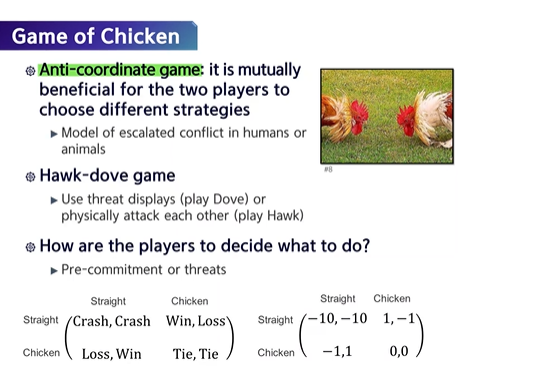 Game of Chicken
Anti-coordinate game: it is mutually
beneficial for the two players to
choose different strategies
Model of escalated conflict in humans or
animals
#6
Hawk-dove game
Use threat displays (play Dove) or
physically attack each other (play Hawk)
How are the players to decide what to do?
Pre-commitment or threats
Straight Chicken
Straight (Crash, Crash Win, Loss)
Chicken Loss, Win Tie, Tie
Straight Chicken
Straight (−10, −10 1, −1)
Chicken −1,1 0,0